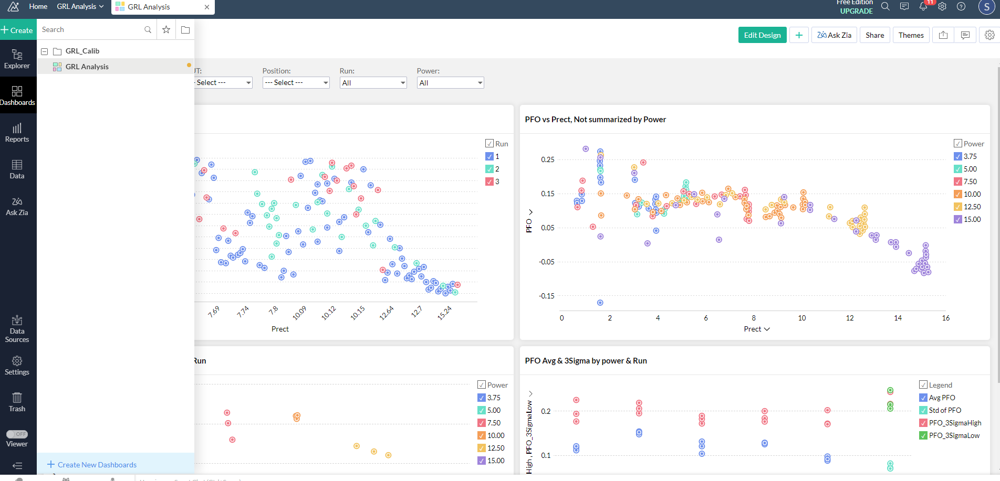 Home
GRL Analysis
GRL Analysis
Free Edition
UPGRADE
11
S
Create
Search
Edit Design
Ask Zia
Share
Themes
GRL_Calib
GRL Analysis
Explorer
Dashboards
Reports
Data
Ask Zia
Data
Sources
Settings
Trash
OFF
Viewer
Create New Dashboards
UT:
Position:
Run:
Power:
- Select ---
--- Select ---
All
All
Run
1
2
3
7.69
7.74
7.8
10.09
10.12
10.15
12.64
12.7
15.24
Prect
PFO vs Prect, Not summarized by Power
PFO
0.25
0.15
0.05
-0.05
-0.15
0
2
4
6
8
10
12
14
16
Prect
Power
3.75
5.00
7.50
10.00
12.50
15.00
Run
Power
3.75
5.00
7.50
10.00
12.50
15.00
PFO Avg & 3Sigma by power & Run
High , PFO_3SigmaLow
0.2
0.1
Legend
Avg PFO
Std of PFO
PFO_3SigmaHigh
PFO_3SigmaLow